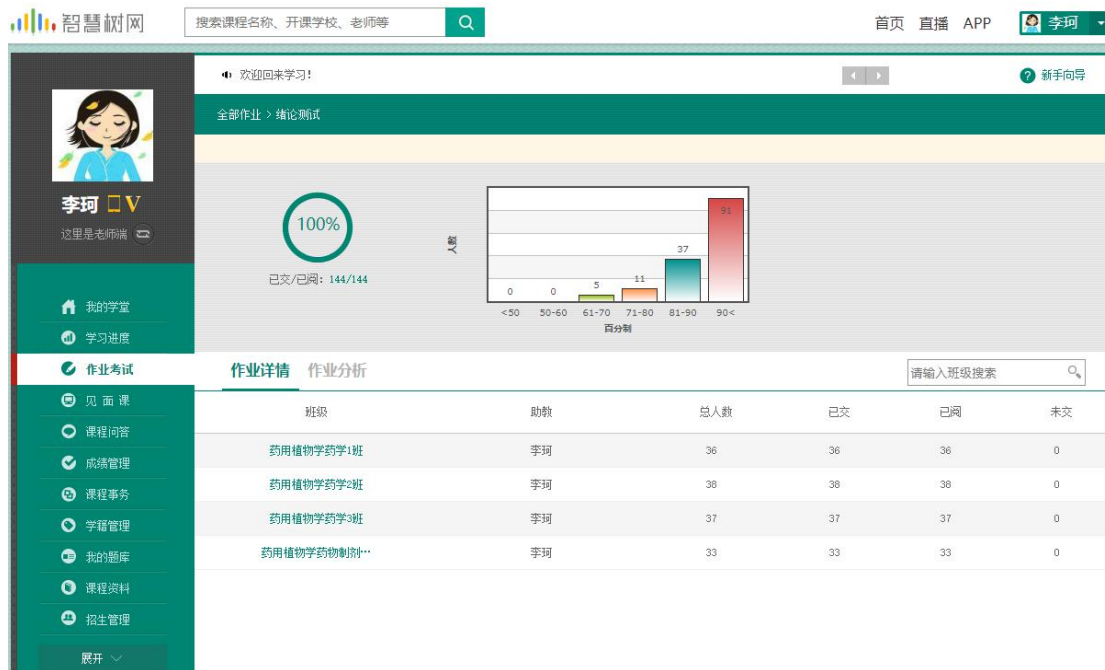 智慧树网
搜索课程名称、开课学校、老师等
首页 直播 APP 李珂
欢迎回来学习!
新手向导
全部作业 > 绪论测试
李珂 V
这里是老师端
我的学堂
学习进度
作业考试
见面课
课程问答
成绩管理
课程事务
学籍管理
我的题库
课程资料
招生管理
展开
100%
已交/已阅: 144/144
人数
0 0 5 11 37 91
<50 50-60 61-70 71-80 81-90 90<
百分制
作业详情 作业分析
请输入班级搜索
班级 助教 总人数 已交 已阅 未交
药用植物学药学1班 李珂 36 36 36 0
药用植物学药学2班 李珂 38 38 38 0
药用植物学药学3班 李珂 37 37 37 0
药用植物学药物制剂… 李珂 33 33 33 0